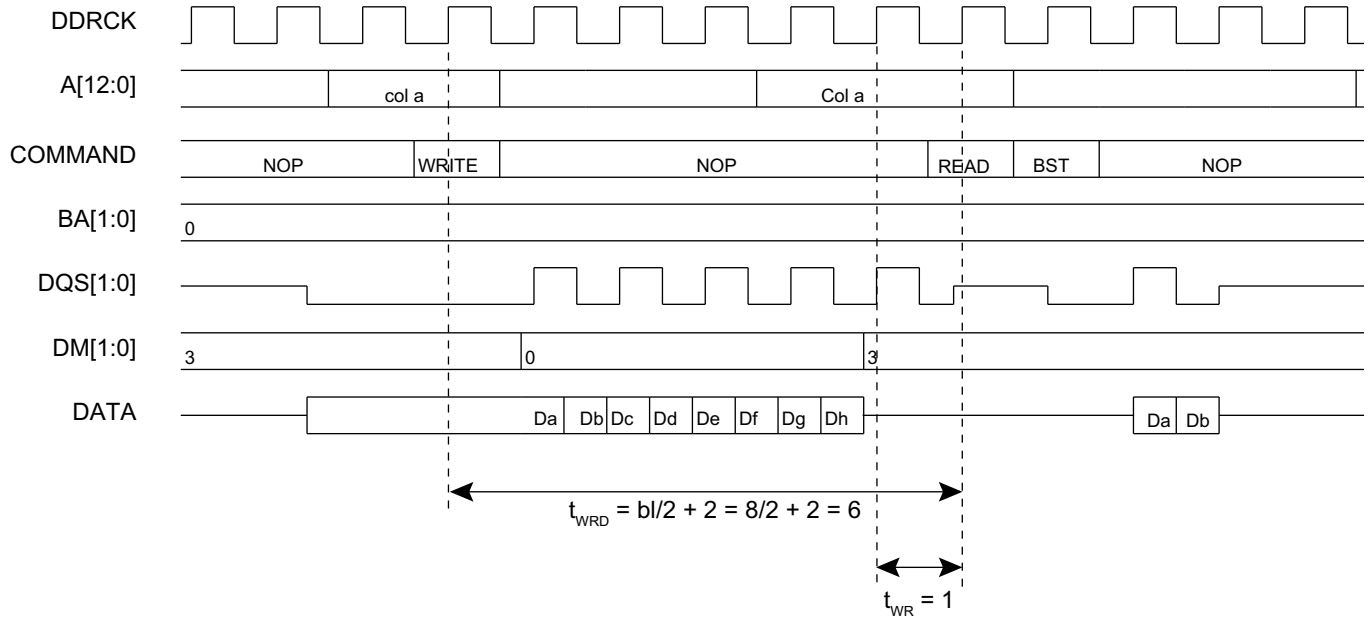 DDRCK
A[12:0] col a Col a
COMMAND NOP WRITE NOP READ BST NOP
BA[1:0] 0
DQS[1:0]
DM[1:0] 3 0 3
DATA Da Db Dc Dd De Df Dg Dh Da Db
tWRD = bl/2 + 2 = 8/2 + 2 = 6
tWR = 1